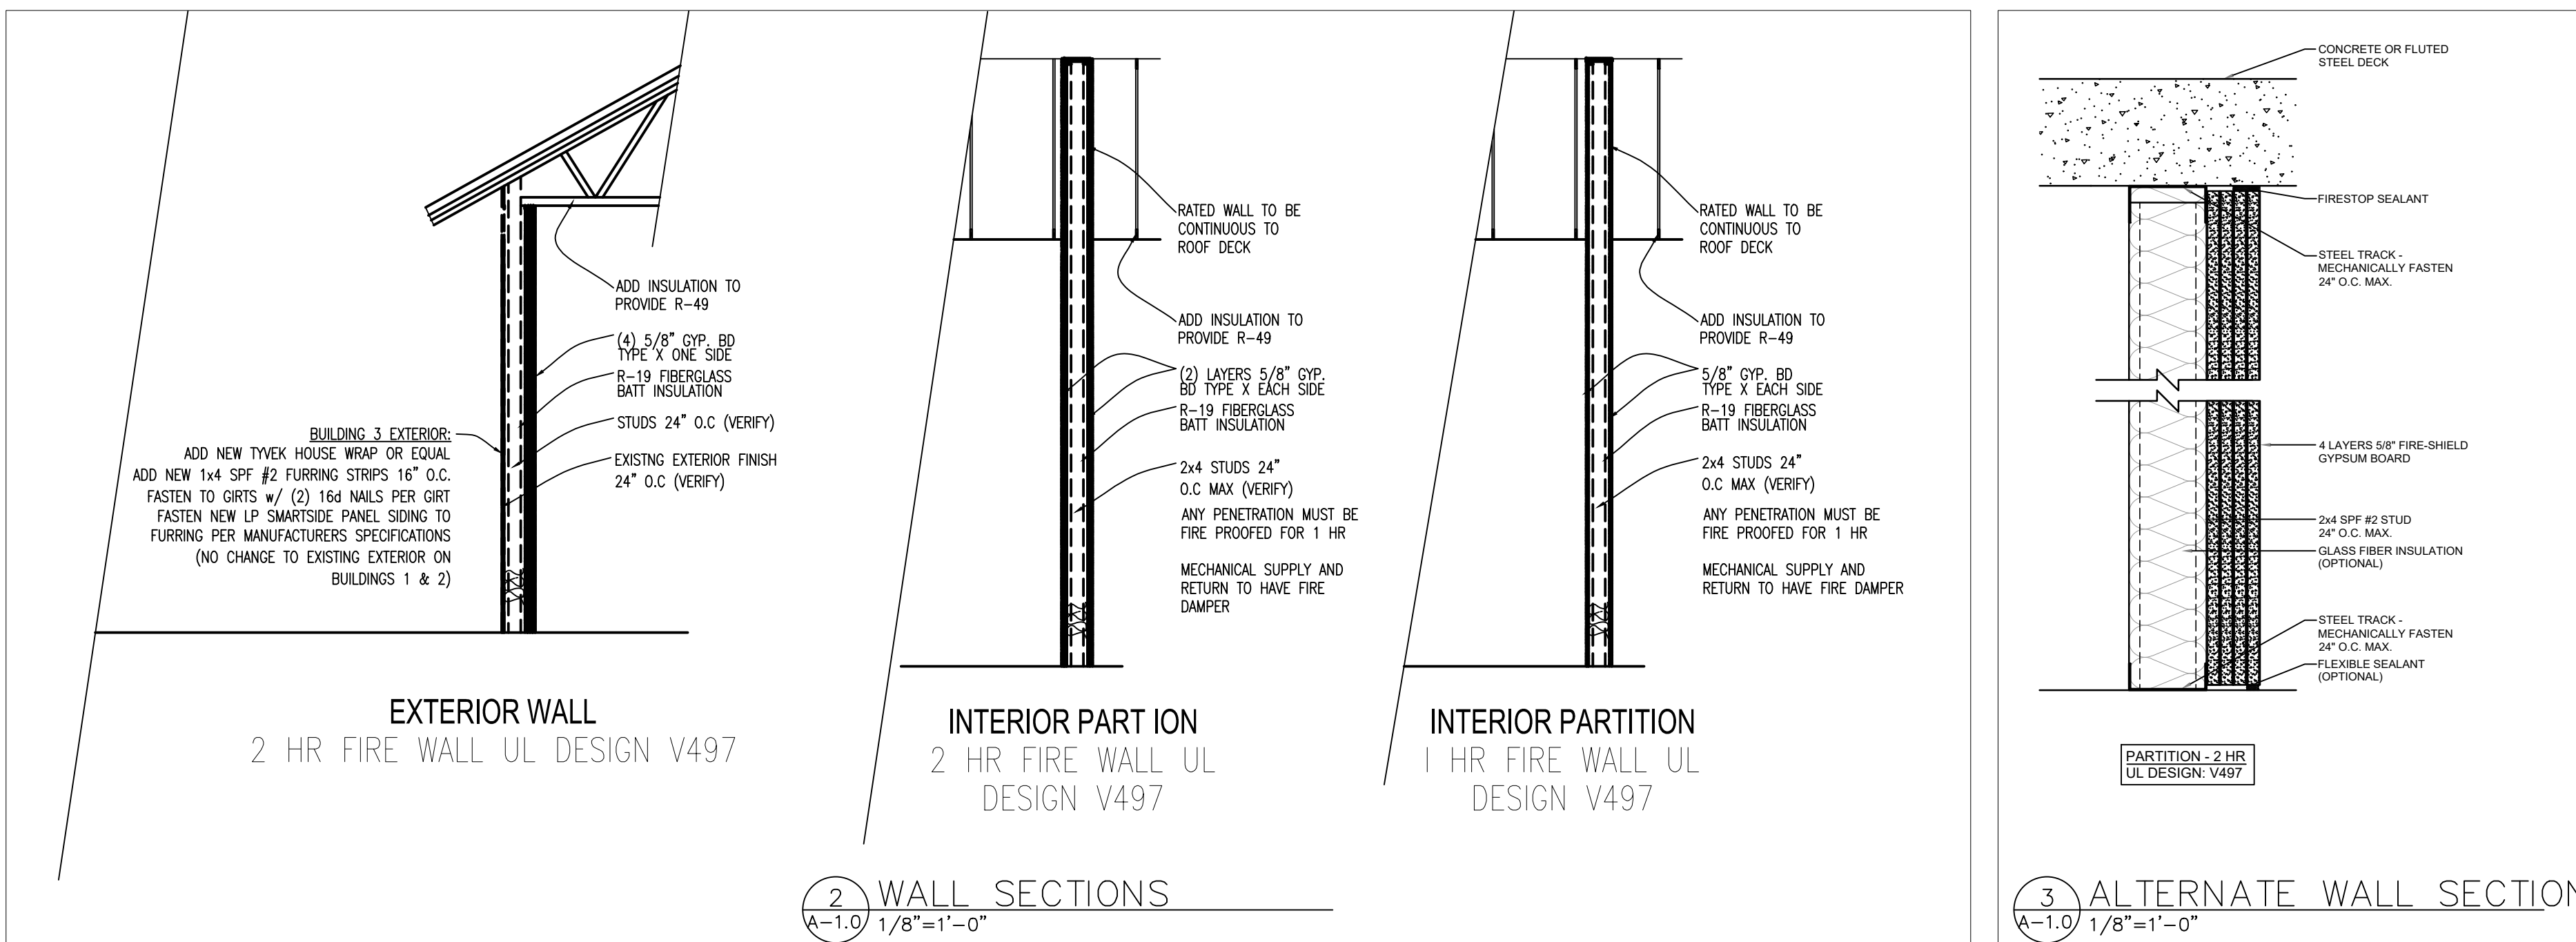 ADD INSULATION TO
PROVIDE R-49
(4) 5/8" GYP. BD
TYPE X ONE SIDE
R-19 FIBERGLASS
BATT INSULATION
STUDS 24" O.C (VERIFY)
EXISTNG EXTERIOR FINISH
24" O.C (VERIFY)
BUILDING 3 EXTERIOR:
ADD NEW TYVEK HOUSE WRAP OR EQUAL
ADD NEW 1x4 SPF #2 FURRING STRIPS 16" O.C.
FASTEN TO GIRTS w/ (2) 16d NAILS PER GIRT
FASTEN NEW LP SMARTSIDE PANEL SIDING TO
FURRING PER MANUFACTURERS SPECIFICATIONS
(NO CHANGE TO EXISTING EXTERIOR ON
BUILDINGS 1 & 2)
EXTERIOR WALL
2 HR FIRE WALL UL DESIGN V497
RATED WALL TO BE
CONTINUOUS TO
ROOF DECK
ADD INSULATION TO
PROVIDE R-49
(2) LAYERS 5/8" GYP.
BD TYPE X EACH SIDE
R-19 FIBERGLASS
BATT INSULATION
2x4 STUDS 24"
O.C MAX (VERIFY)
ANY PENETRATION MUST BE
FIRE PROOFED FOR 1 HR
MECHANICAL SUPPLY AND
RETURN TO HAVE FIRE
DAMPER
INTERIOR PART ION
2 HR FIRE WALL UL
DESIGN V497
RATED WALL TO BE
CONTINUOUS TO
ROOF DECK
ADD INSULATION TO
PROVIDE R-49
5/8" GYP. BD
TYPE X EACH SIDE
R-19 FIBERGLASS
BATT INSULATION
2x4 STUDS 24"
O.C MAX (VERIFY)
ANY PENETRATION MUST BE
FIRE PROOFED FOR 1 HR
MECHANICAL SUPPLY AND
RETURN TO HAVE FIRE DAMPER
INTERIOR PARTITION
1 HR FIRE WALL UL
DESIGN V497
2
A-1.0
WALL SECTIONS
1/8"=1'-0"
CONCRETE OR FLUTED
STEEL DECK
FIRESTOP SEALANT
STEEL TRACK -
MECHANICALLY FASTEN
24" O.C. MAX.
4 LAYERS 5/8" FIRE-SHIELD
GYPSUM BOARD
2x4 SPF #2 STUD
24" O.C. MAX.
GLASS FIBER INSULATION
(OPTIONAL)
STEEL TRACK -
MECHANICALLY FASTEN
24" O.C. MAX.
FLEXIBLE SEALANT
(OPTIONAL)
PARTITION - 2 HR
UL DESIGN: V497
3
A-1.0
ALTERNATE WALL SECTION
1/8"=1'-0"